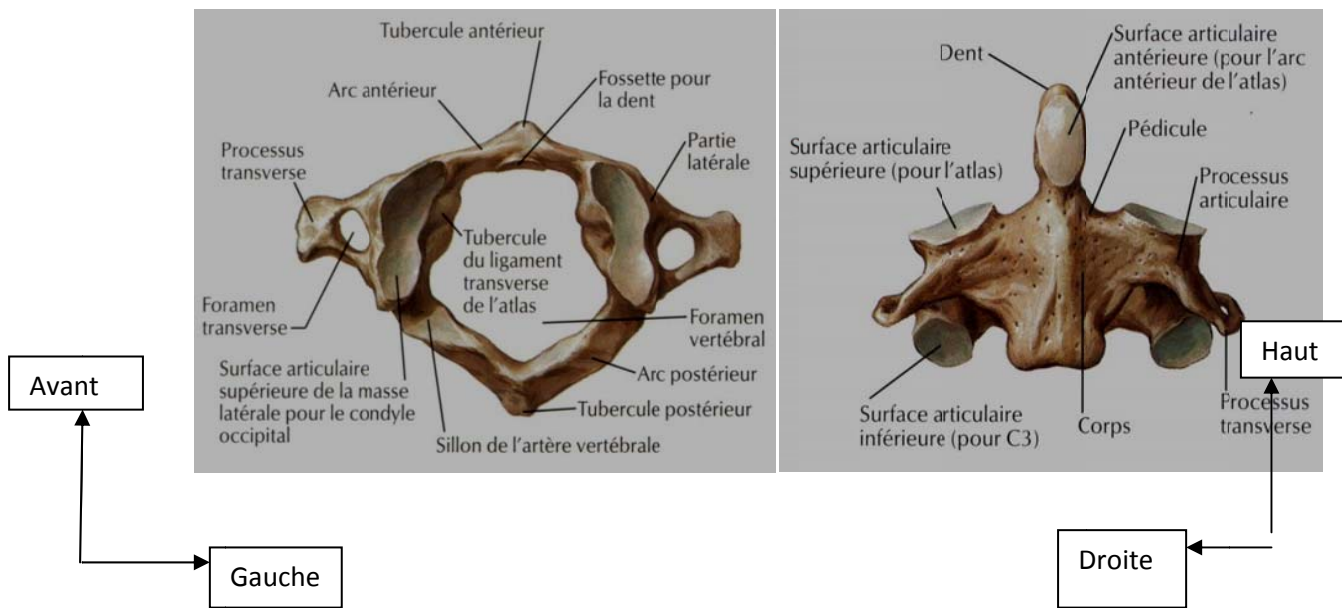 Tubercule antérieur
Arc antérieur
Fossette pour
la dent
Processus
transverse
Partie
latérale
Tubercule
du ligament
transverse
de l'atlas
Foramen
transverse
Foramen
vertébral
Surface articulaire
supérieure de la masse
latérale pour le condyle
occipital
Arc postérieur
Tubercule postérieur
Sillon de l'artère vertébrale
Avant
Gauche
Dent
Surface articulaire
antérieure (pour l'arc
antérieur de l'atlas)
Pédicule
Surface articulaire
supérieure (pour l'atlas)
Processus
articulaire
Surface articulaire
inférieure (pour C3)
Corps
Processus
transverse
Haut
Droite